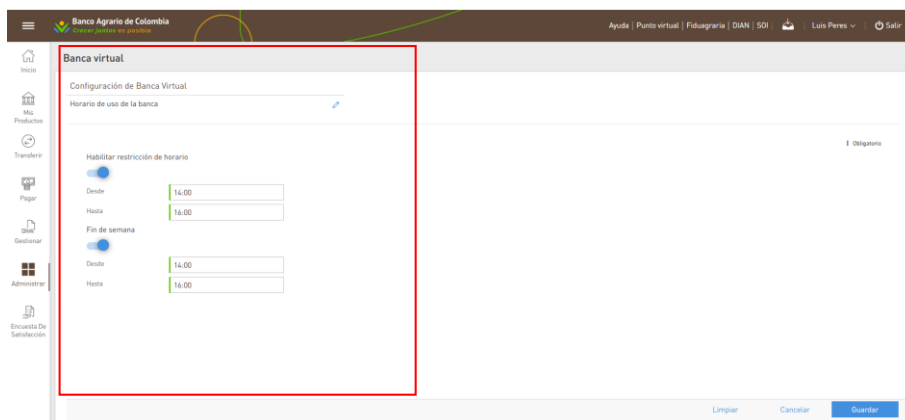 Banco Agrario de Colombia
Crecer juntos es posible
Ayuda | Punto virtual | Fiduagraria | DIAN | SOI | Luis Peres | Salir
Inicio
Mis
Productos
Transferir
Pagar
Gestionar
Administrar
Encuesta De
Satisfacción
Banca virtual
Configuración de Banca Virtual
Horario de uso de la banca
Obligatorio
Habilitar restricción de horario
Desde 14:00
Hasta 16:00
Fin de semana
Desde 14:00
Hasta 16:00
Limpiar Cancelar Guardar